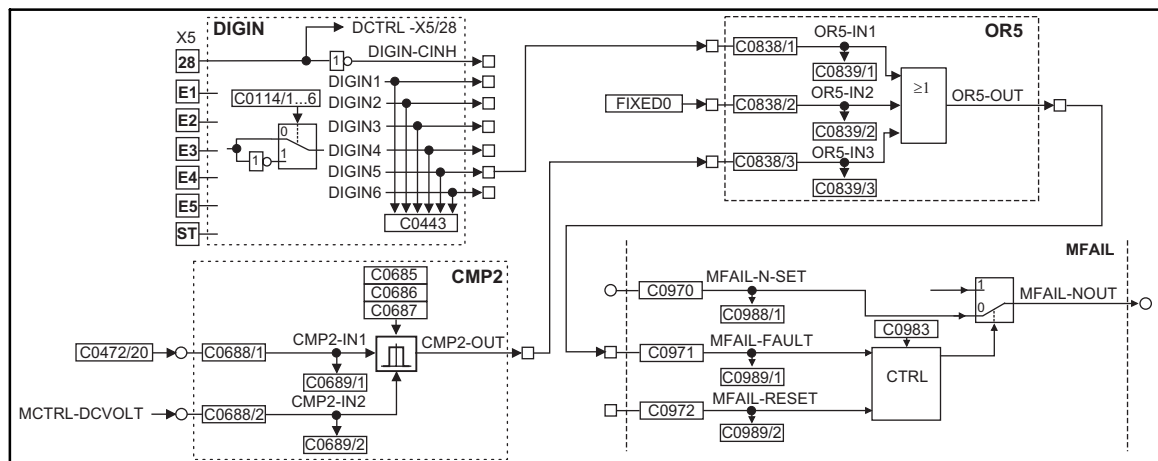 DIGIN
X5
DCTRL -X5/28
28
1
DIGIN-CINH
E1
E2
E3
E4
E5
ST
C0114/1...6
0
1
1
DIGIN1
DIGIN2
DIGIN3
DIGIN4
DIGIN5
DIGIN6
C0443
OR5
C0838/1
OR5-IN1
C0839/1
FIXED0
C0838/2
OR5-IN2
C0839/2
C0838/3
OR5-IN3
C0839/3
≥1
OR5-OUT
CMP2
C0685
C0686
C0687
C0472/20
C0688/1
CMP2-IN1
C0689/1
CMP2-OUT
MCTRL-DCVOLT
C0688/2
CMP2-IN2
C0689/2
MFAIL
C0970
MFAIL-N-SET
C0988/1
1
0
MFAIL-NOUT
C0983
C0971
MFAIL-FAULT
C0989/1
CTRL
C0972
MFAIL-RESET
C0989/2